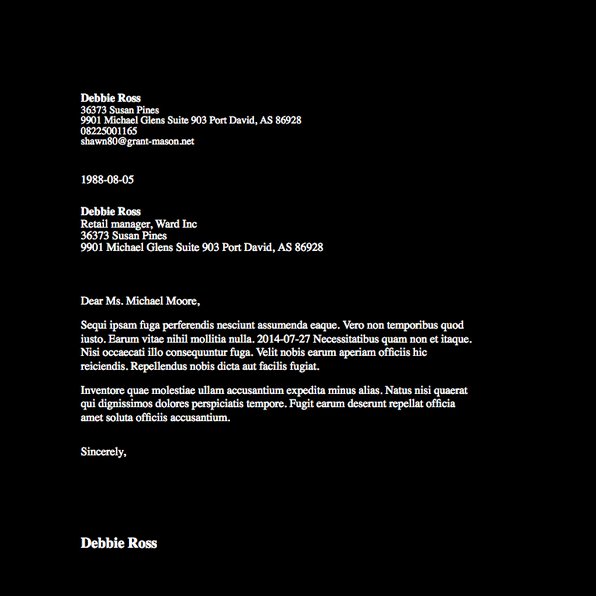 Debbie Ross
36373 Susan Pines
9901 Michael Glens Suite 903 Port David, AS 86928
08225001165
shawn80@grant-mason.net
1988-08-05
Debbie Ross
Retail manager, Ward Inc
36373 Susan Pines
9901 Michael Glens Suite 903 Port David, AS 86928
Dear Ms. Michael Moore,
Sequi ipsam fuga perferendis nesciunt assumenda eaque. Vero non temporibus quod
iusto. Earum vitae nihil mollitia nulla. 2014-07-27 Necessitatibus quam non et itaque.
Nisi occaecati illo consequuntur fuga. Velit nobis earum aperiam officiis hic
reiciendis. Repellendus nobis dicta aut facilis fugiat.
Inventore quae molestiae ullam accusantium expedita minus alias. Natus nisi quaerat
qui dignissimos dolores perspiciatis tempore. Fugit earum deserunt repellat officia
amet soluta officiis accusantium.
Sincerely,
Debbie Ross